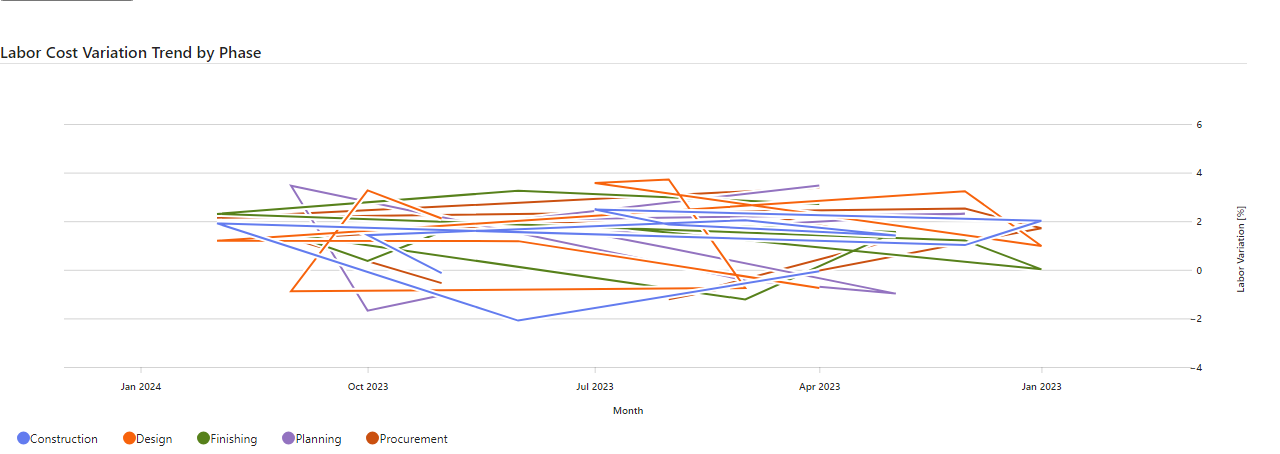 Labor Cost Variation Trend by Phase
6
4
2
0
−2
−4
Labor Variation [%]
Jan 2024 Oct 2023 Jul 2023 Apr 2023 Jan 2023
Month
Construction Design Finishing Planning Procurement